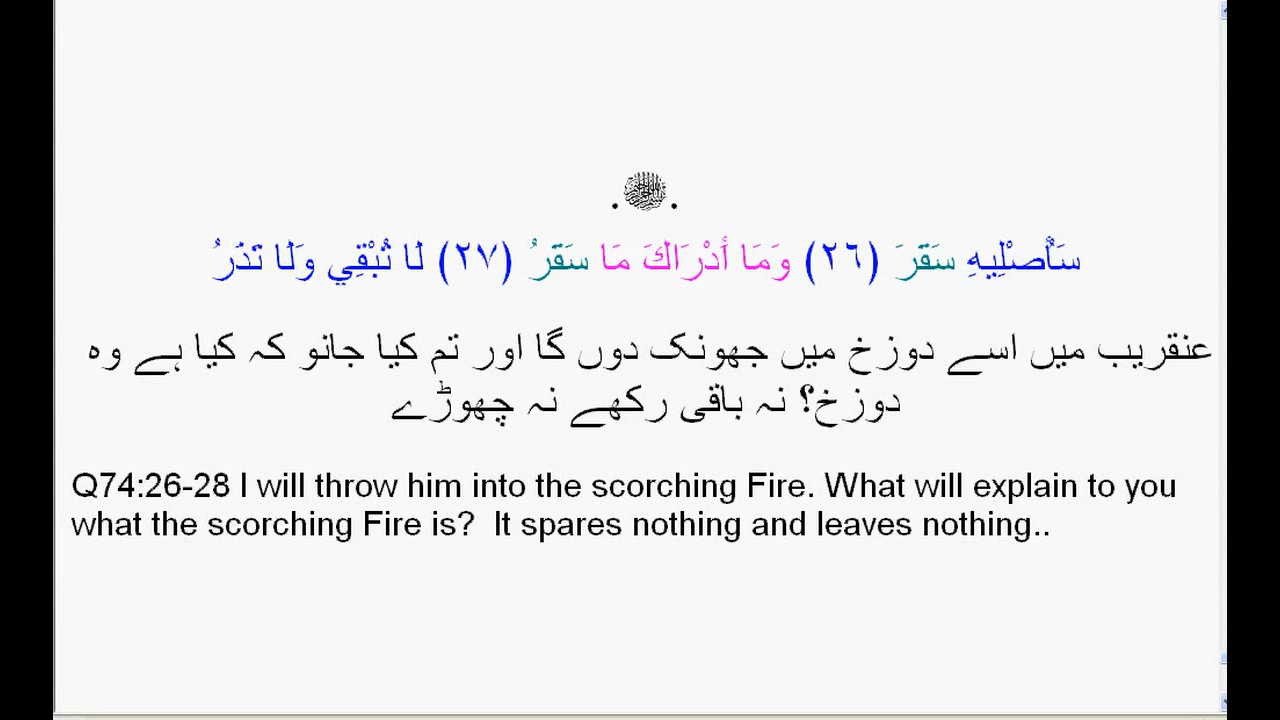 سَأُصْلِيهِ سَقَرَ (٢٦) وَمَا أَدْرَاكَ مَا سَقَرُ (٢٧) لَا تُبْقِي وَلَا تَذَرُ
عنقریب میں اسے دوزخ میں جھونک دوں گا اور تم کیا جانو کہ کیا ہے وہ
دوزخ؟ نہ باقی رکھے نہ چھوڑے
Q74:26-28 I will throw him into the scorching Fire. What will explain to you
what the scorching Fire is?  It spares nothing and leaves nothing..